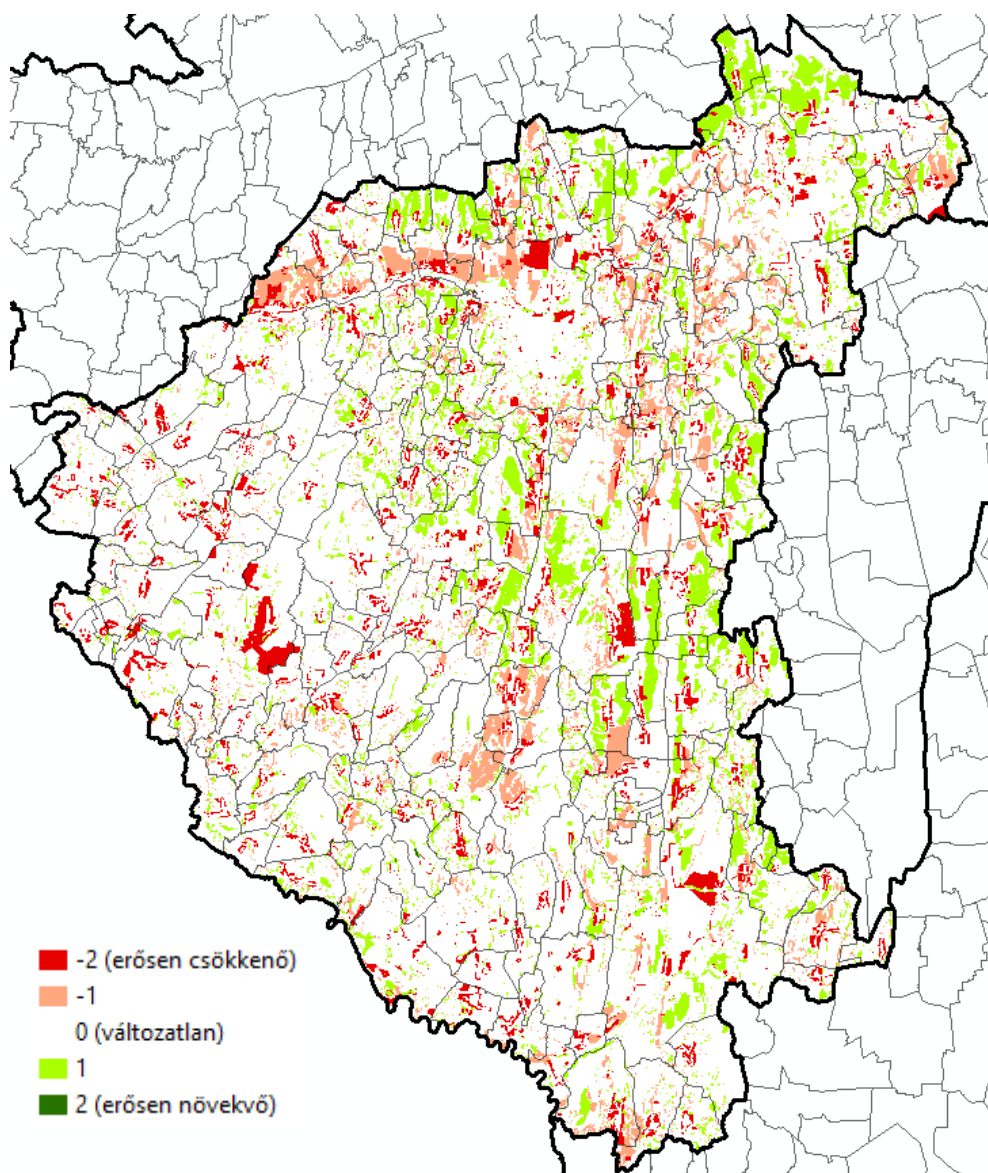 -2 (erősen csökkenő)
-1
0 (változatlan)
1
2 (erősen növekvő)